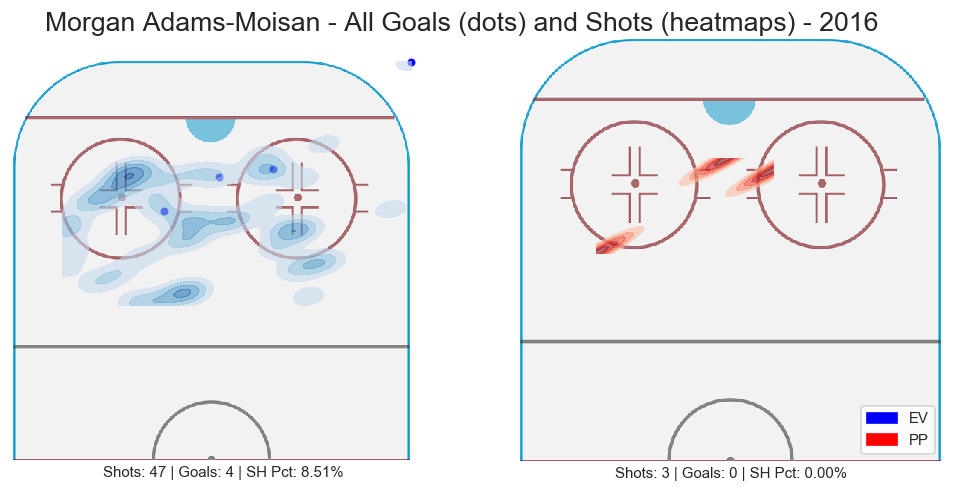 Morgan Adams-Moisan - All Goals (dots) and Shots (heatmaps) - 2016
EV
PP
Shots: 47 | Goals: 4 | SH Pct: 8.51%
Shots: 3 | Goals: 0 | SH Pct: 0.00%